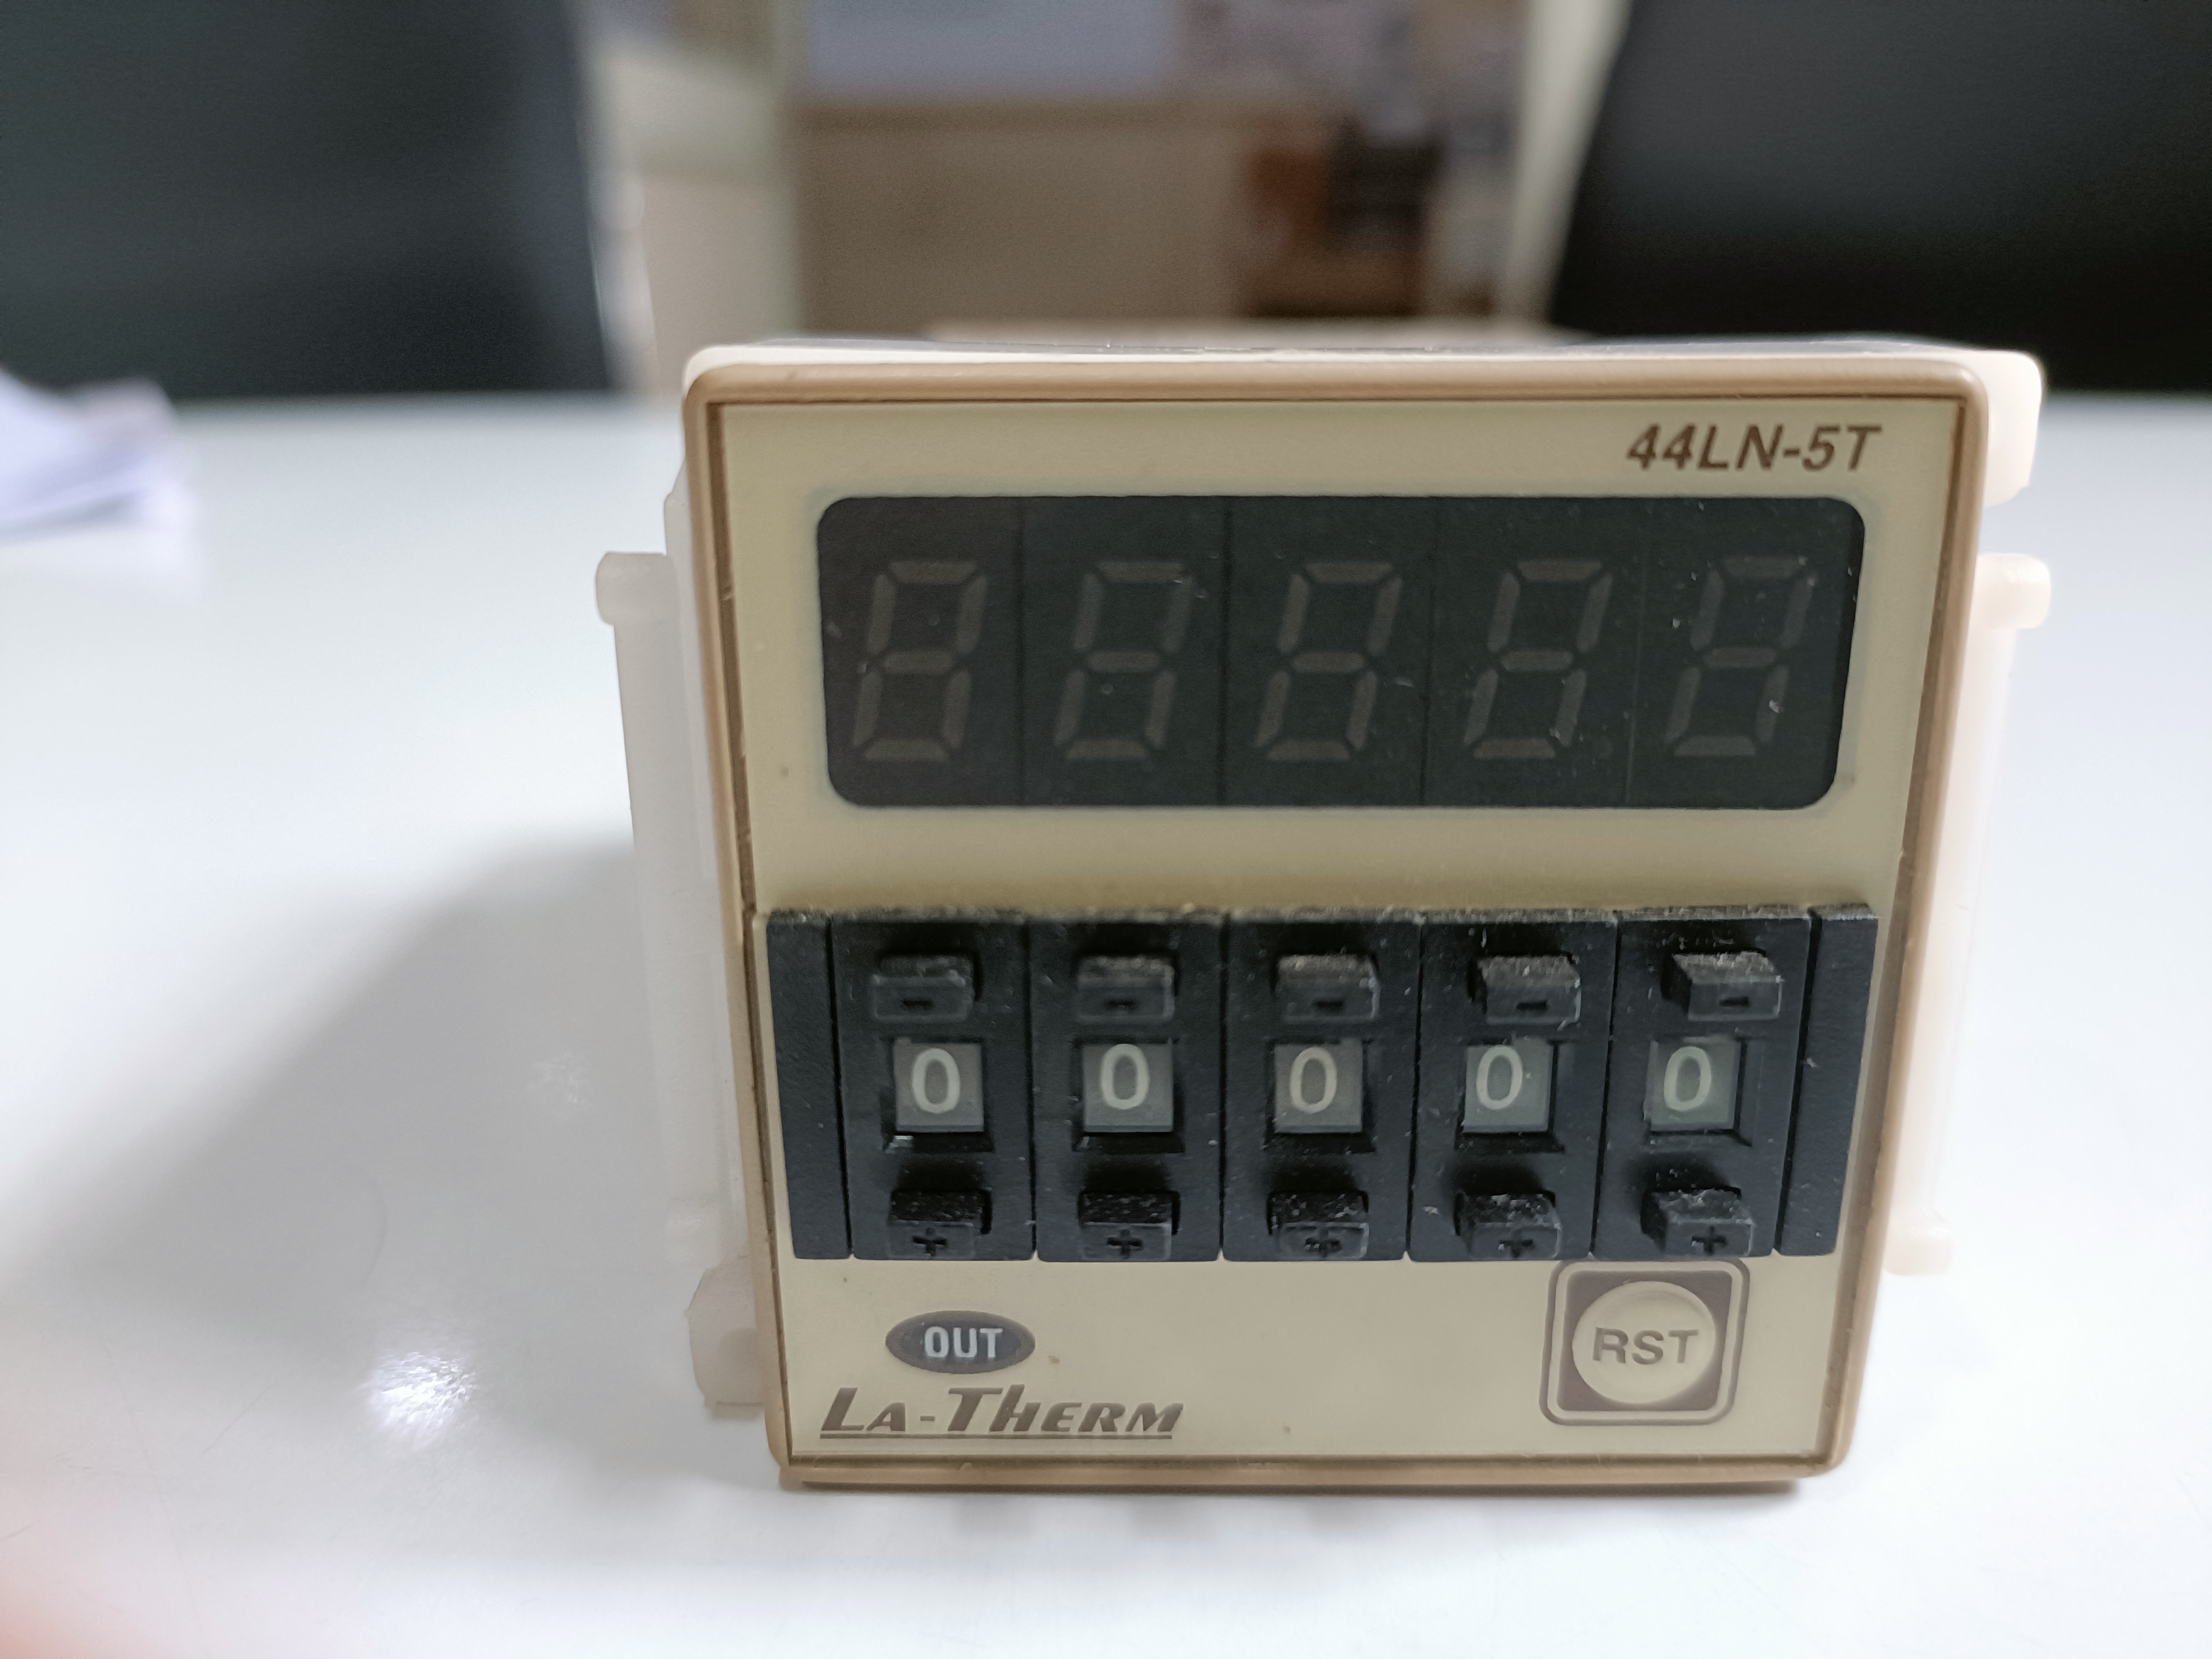 44LN-5T
- - - - -
0 0 0 0 0
+ + + + +
OUT
RST
LA-THERM